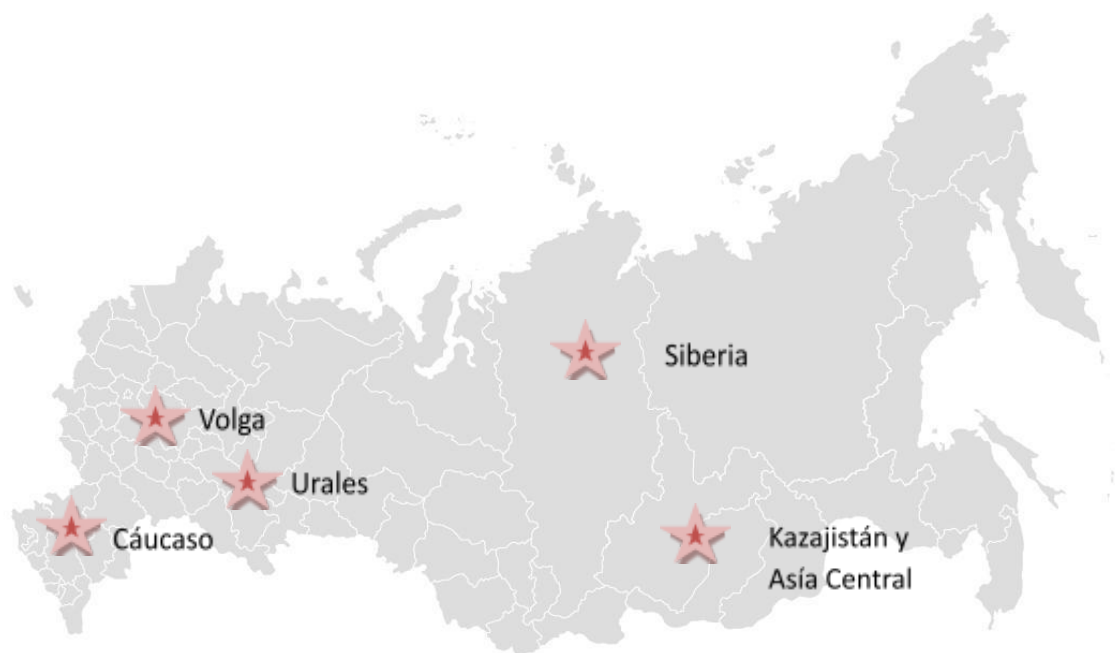 Siberia
Volga
Urales
Cáucaso
Kazajistán y
Asía Central